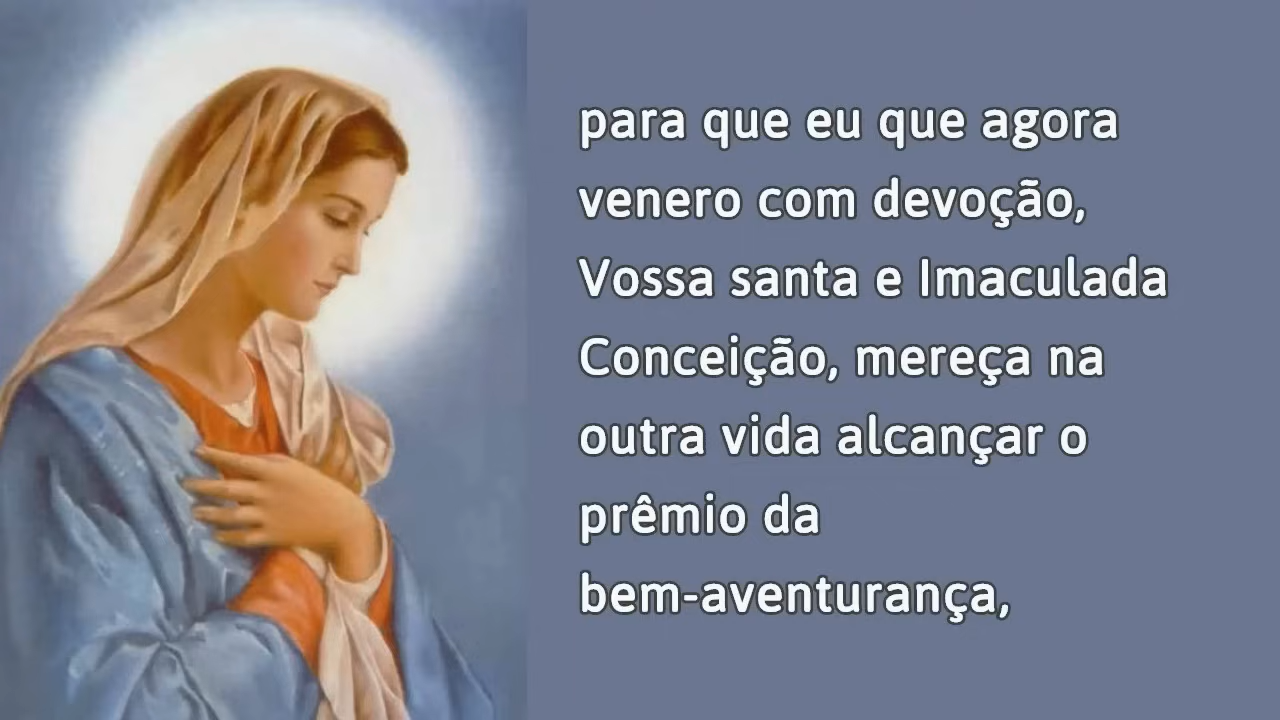 para que eu que agora
venero com devoção,
Vossa santa e Imaculada
Conceição, mereça na
outra vida alcançar o
prêmio da
bem-aventurança,